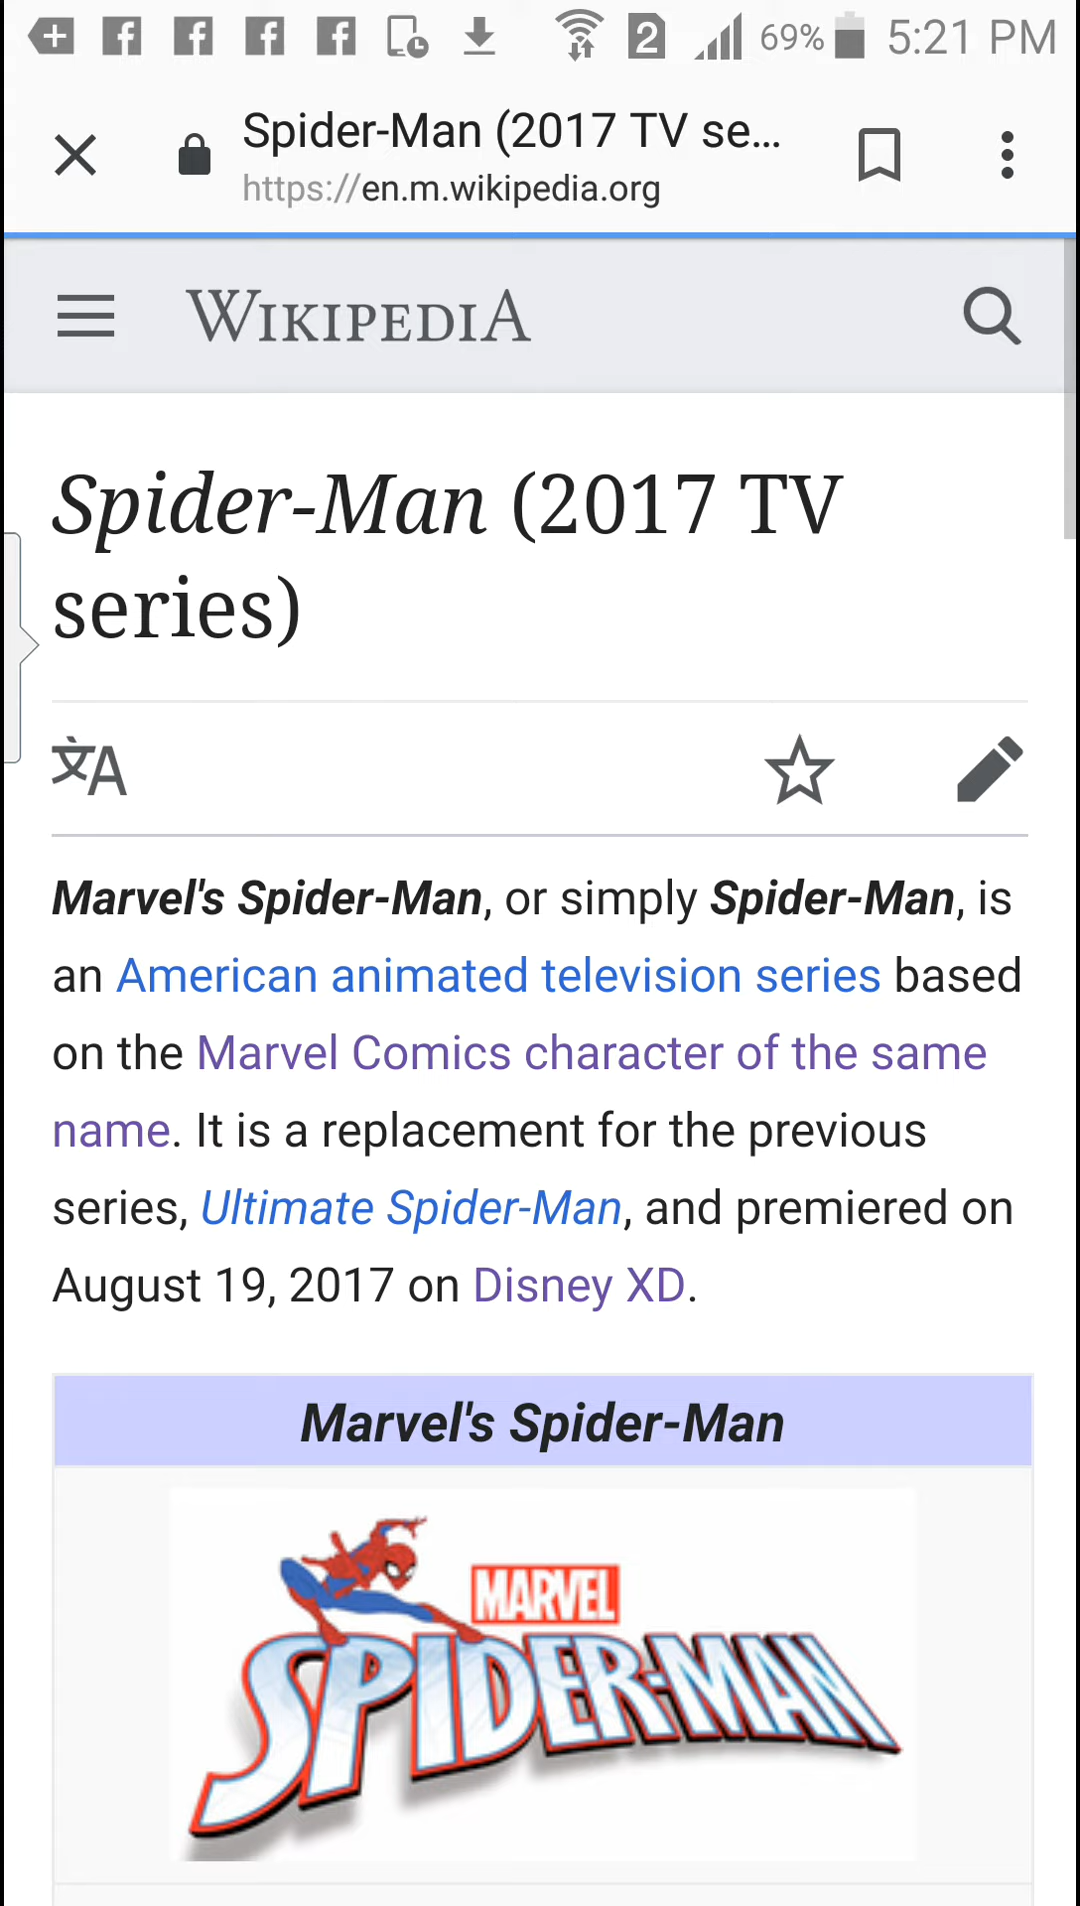 2 69% 5:21 PM
Spider-Man (2017 TV se...
https://en.m.wikipedia.org
WIKIPEDIA
Spider-Man (2017 TV
series)
文A
Marvel's Spider-Man, or simply Spider-Man, is
an American animated television series based
on the Marvel Comics character of the same
name. It is a replacement for the previous
series, Ultimate Spider-Man, and premiered on
August 19, 2017 on Disney XD.
Marvel's Spider-Man
MARVEL
SPIDER-MAN